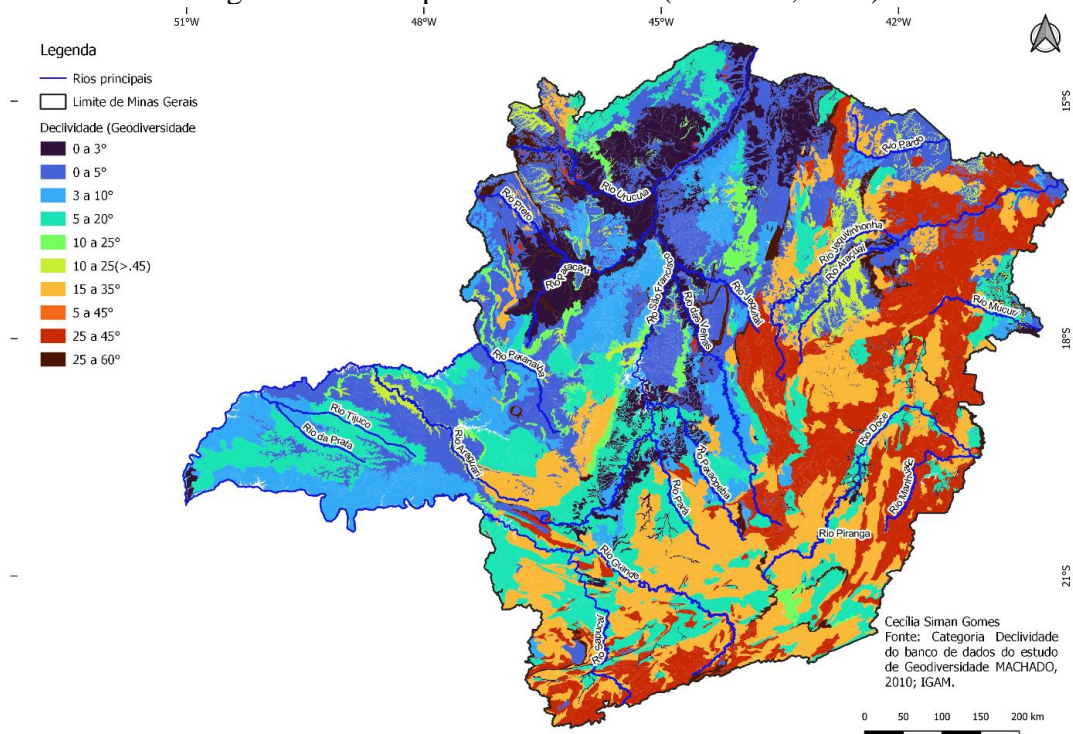 51°W
48°W
45°W
42°W
Legenda
Rios principais
Limite de Minas Gerais
Declividade (Geodiversidade
0 a 3°
0 a 5°
3 a 10°
5 a 20°
10 a 25°
10 a 25(>.45)
15 a 35°
5 a 45°
25 a 45°
25 a 60°
15°S
18°S
21°S
Rio Pardo
Rio Urucuia
Rio Preto
Rio Jequitinhonha
Rio Araçuaí
Rio Paracatu
Rio São Francisco
Rio das Velhas
Rio Jequitaí
Rio Mucuri
Rio Paranaíba
Rio Tijuco
Rio da Prata
Rio Araguari
Rio Doce
Rio Paraopeba
Rio Pará
Rio Manhuaçu
Rio Piranga
Rio Grande
Rio Sapucaí
Cecília Siman Gomes
Fonte: Categoria Declividade
do banco de dados do estudo
de Geodiversidade MACHADO,
2010; IGAM.
0 50 100 150 200 km